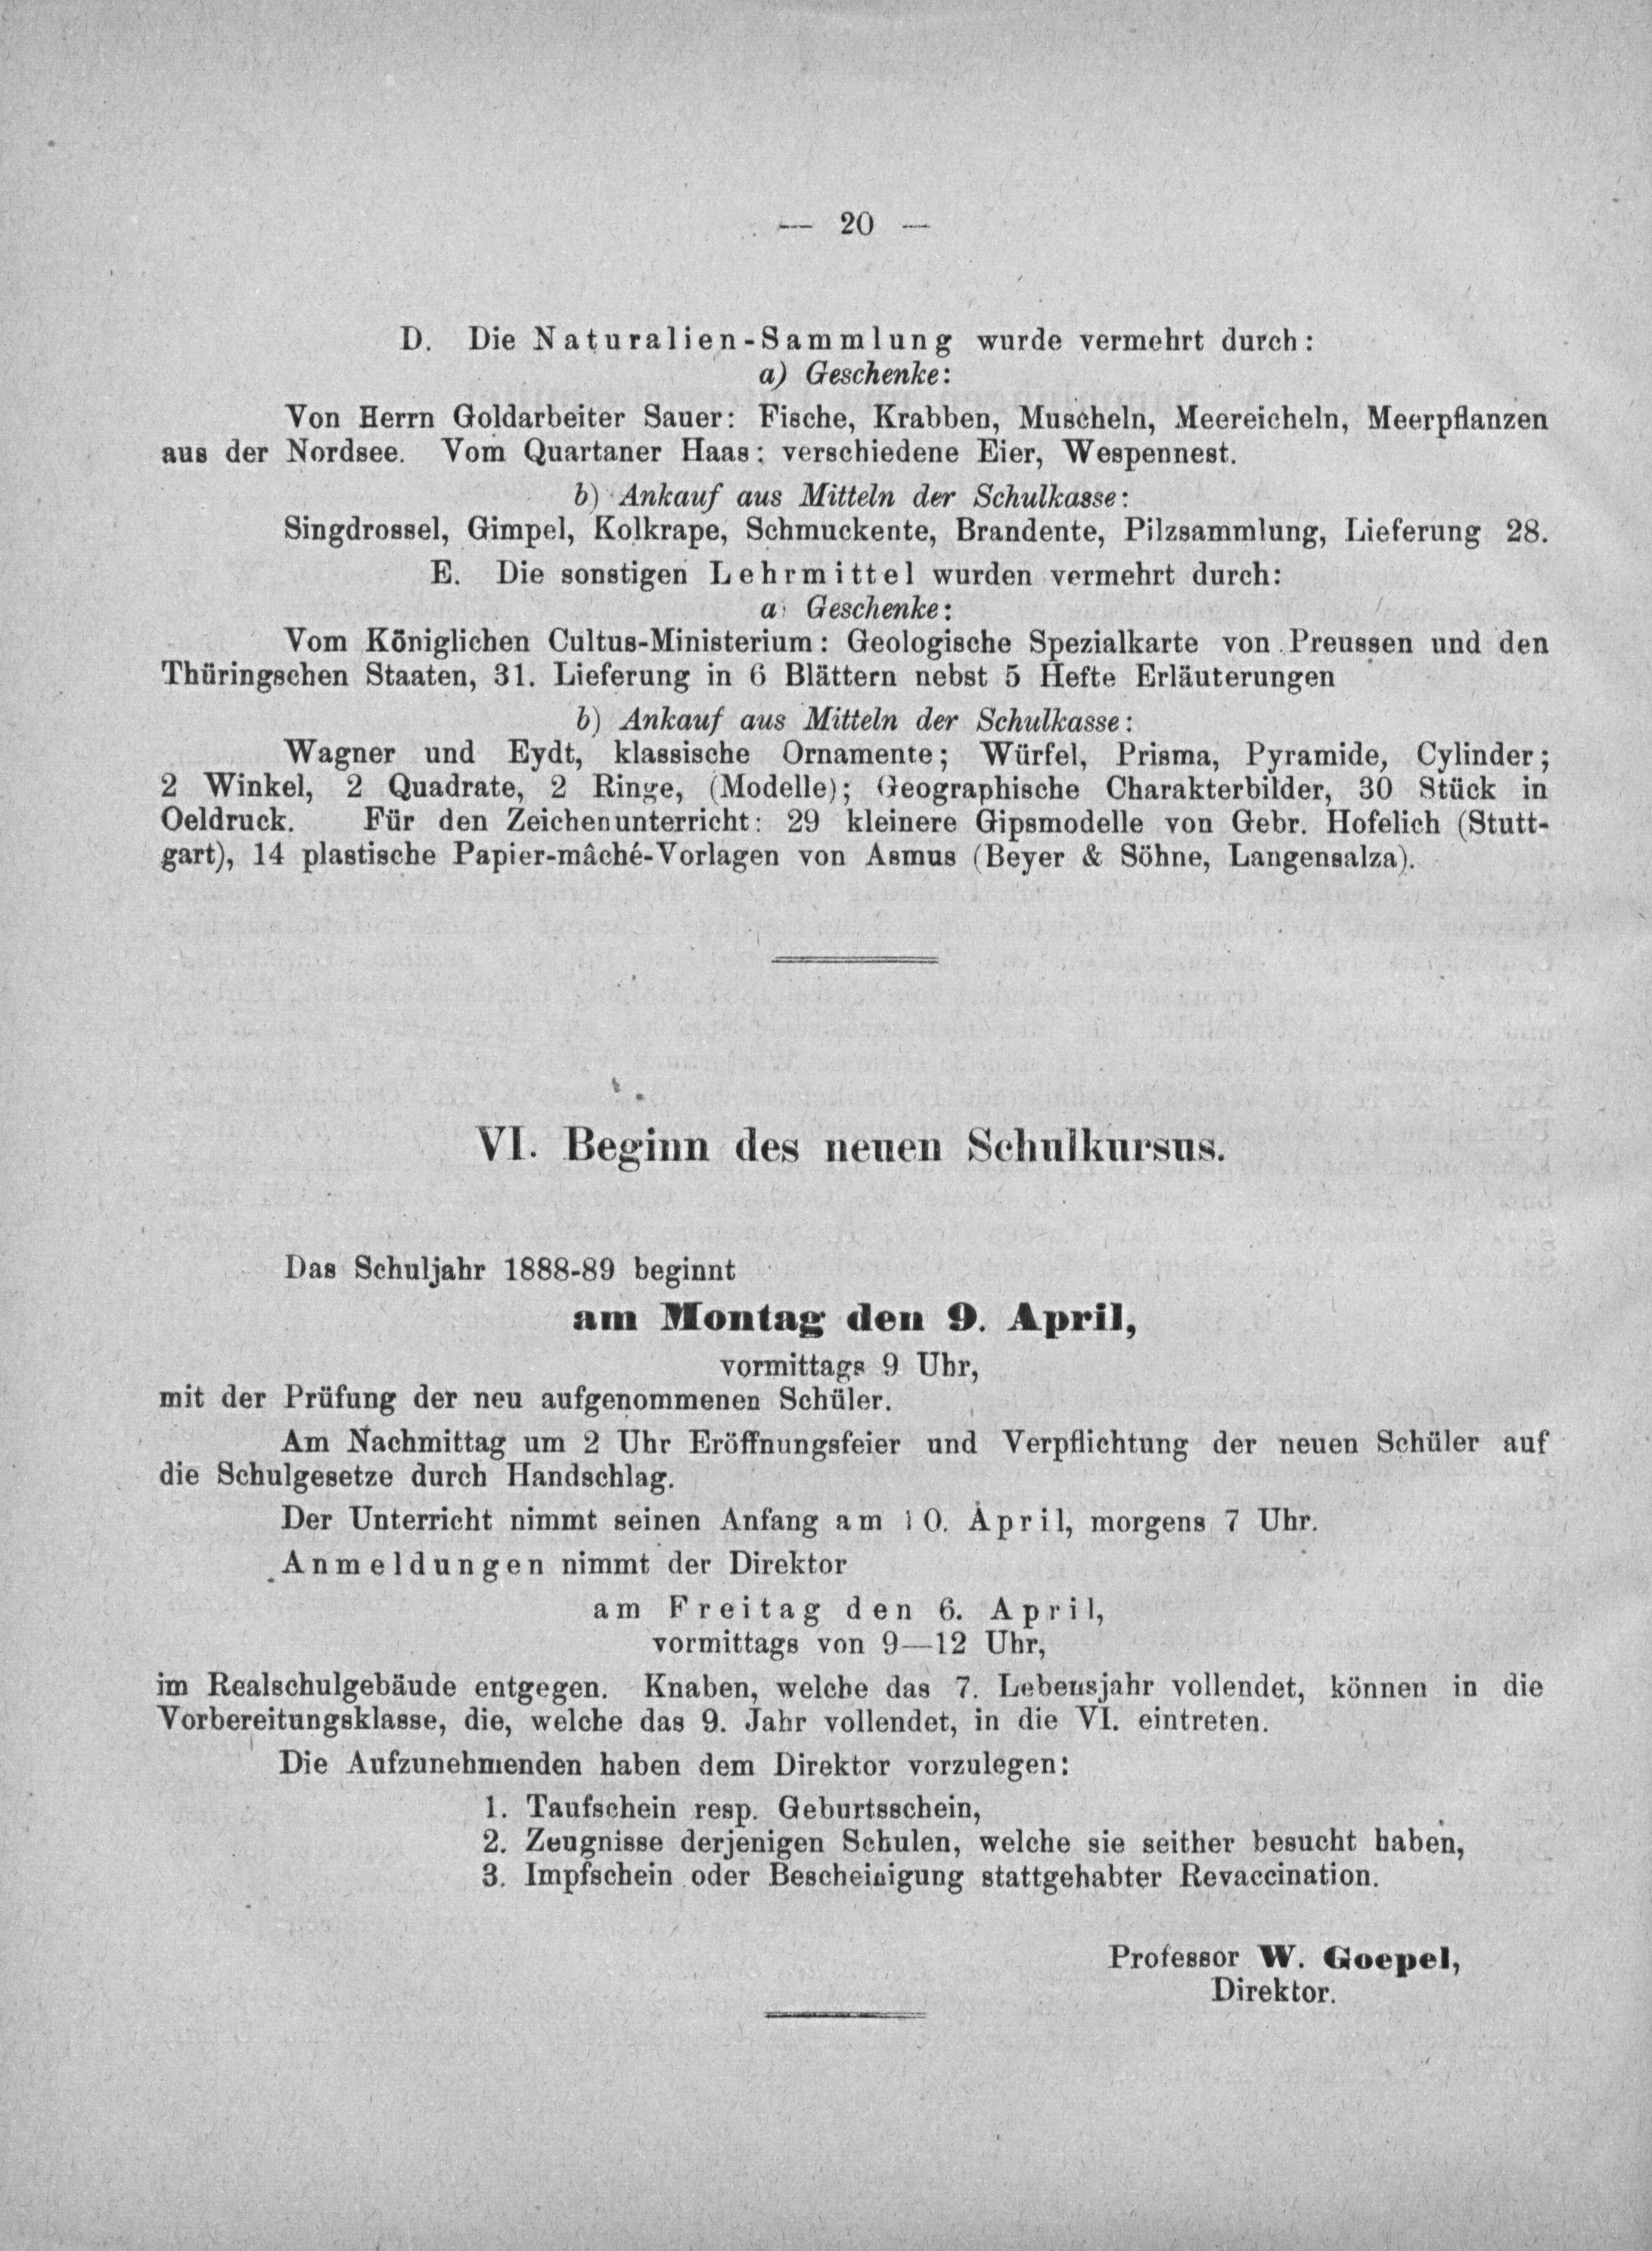 — 20 —
D. Die Naturalien-Sammlung wurde vermehrt durch:
a) Geschenke:
Von Herrn Goldarbeiter Sauer: Fische, Krabben, Muscheln, Meereicheln, Meerpflanzen
aus der Nordsee. Vom Quartaner Haas: verschiedene Eier, Wespennest.
b) Ankauf aus Mitteln der Schulkasse:
Singdrossel, Gimpel, Kolkrape, Schmuckente, Brandente, Pilzsammlung, Lieferung 28.
E. Die sonstigen Lehrmittel wurden vermehrt durch:
a) Geschenke:
Vom Königlichen Cultus-Ministerium: Geologische Spezialkarte von Preussen und den
Thüringschen Staaten, 31. Lieferung in 6 Blättern nebst 5 Hefte Erläuterungen
b) Ankauf aus Mitteln der Schulkasse:
Wagner und Eydt, klassische Ornamente; Würfel, Prisma, Pyramide, Cylinder;
2 Winkel, 2 Quadrate, 2 Ringe, (Modelle); Geographische Charakterbilder, 30 Stück in
Oeldruck. Für den Zeichenunterricht: 29 kleinere Gipsmodelle von Gebr. Hofelich (Stutt-
gart), 14 plastische Papier-mâché-Vorlagen von Asmus (Beyer & Söhne, Langensalza).
VI. Beginn des neuen Schulkursus.
Das Schuljahr 1888-89 beginnt
am Montag den 9. April,
vormittags 9 Uhr,
mit der Prüfung der neu aufgenommenen Schüler.
Am Nachmittag um 2 Uhr Eröffnungsfeier und Verpflichtung der neuen Schüler auf
die Schulgesetze durch Handschlag.
Der Unterricht nimmt seinen Anfang am 10. April, morgens 7 Uhr.
Anmeldungen nimmt der Direktor
am Freitag den 6. April,
vormittags von 9—12 Uhr,
im Realschulgebäude entgegen. Knaben, welche das 7. Lebensjahr vollendet, können in die
Vorbereitungsklasse, die, welche das 9. Jahr vollendet, in die VI. eintreten.
Die Aufzunehmenden haben dem Direktor vorzulegen:
1. Taufschein resp. Geburtsschein,
2. Zeugnisse derjenigen Schulen, welche sie seither besucht haben,
3. Impfschein oder Bescheinigung stattgehabter Revaccination.
Professor W. Goepel,
Direktor.